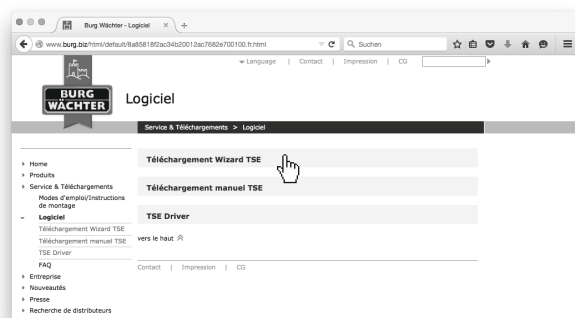 Burg Wächter - Logiciel
www.burg.biz/html/default/8a85818f2ac34b20012ac7682e700100.fr.html
Suchen
Language | Contact | Impression | CG
BURG
WÄCHTER
Logiciel
Service & Téléchargements > Logiciel
Home
Produits
Service & Téléchargements
Modes d'emploi/Instructions
de montage
Logiciel
Téléchargement Wizard TSE
Téléchargement manuel TSE
TSE Driver
FAQ
Entreprise
Nouveautés
Presse
Recherche de distributeurs
Téléchargement Wizard TSE
Téléchargement manuel TSE
TSE Driver
vers le haut
Contact | Impression | CG